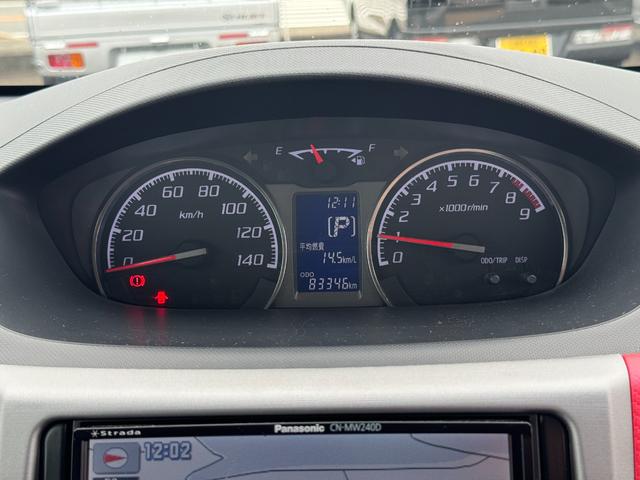 E F
60 80
40 100
20 km/h 120
0 140
12:11
(P)
平均燃費
14.5km/L
ODO
83346km
4 5
3 6
2 7
1 8
0 9
×1000r/min
ODO/TRIP DISP
Strada
Panasonic CN-MW240D
12:02